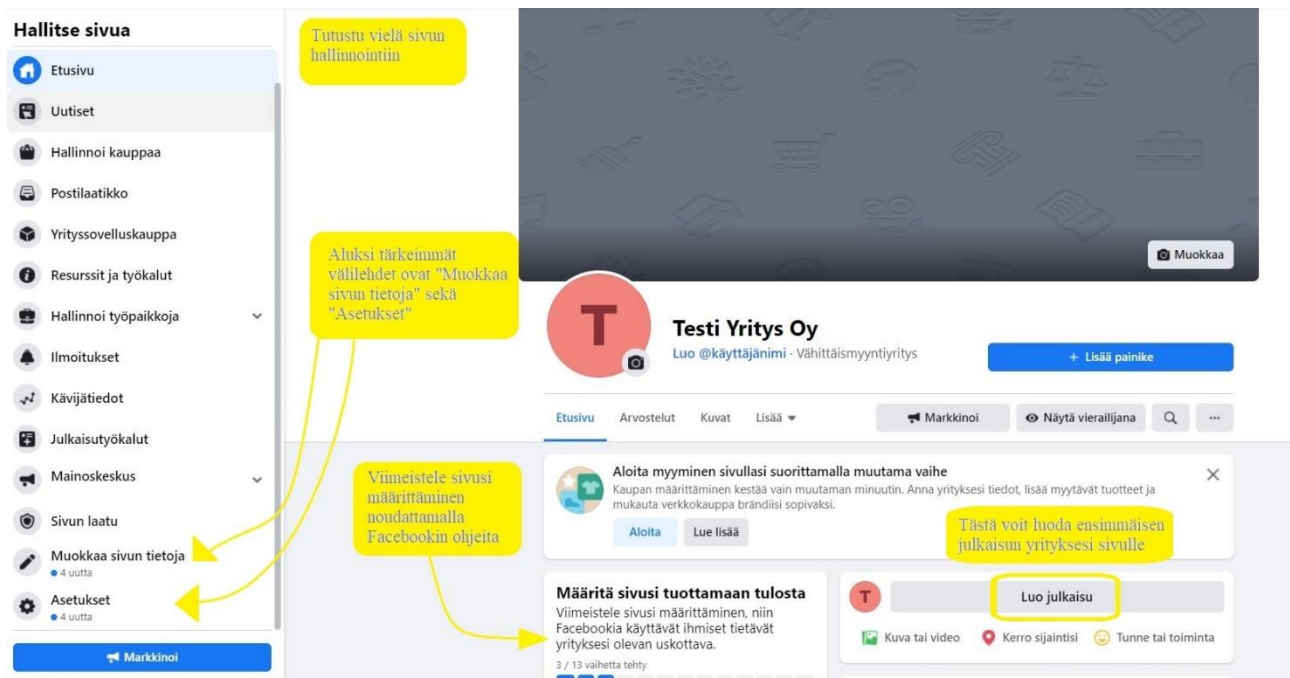 Hallitse sivua
Etusivu
Uutiset
Hallinnoi kauppaa
Postilaatikko
Yrityssovelluskauppa
Resurssit ja työkalut
Hallinnoi työpaikkoja
Ilmoitukset
Kävijätiedot
Julkaisutyökalut
Mainoskeskus
Sivun laatu
Muokkaa sivun tietoja
4 uutta
Asetukset
4 uutta
Markkinoi
Tutustu vielä sivun
hallinnointiin
Aluksi tärkeimmät
välilehdet ovat "Muokkaa
sivun tietoja" sekä
"Asetukset"
Viimeistele sivusi
määrittäminen
noudattamalla
Facebookin ohjeita
Muokkaa
T
Testi Yritys Oy
Luo @käyttäjänimi · Vähittäismyyntiyritys
+ Lisää painike
Etusivu Arvostelut Kuvat Lisää
Markkinoi Näytä vierailijana ...
Aloita myyminen sivullasi suorittamalla muutama vaihe
Kaupan määrittäminen kestää vain muutaman minuutin. Anna yrityksesi tiedot, lisää myytävät tuotteet ja
mukauta verkkokauppa brändiisi sopivaksi.
Aloita Lue lisää
Tästä voit luoda ensimmäisen
julkaisun yrityksesi sivulle
Määritä sivusi tuottamaan tulosta
Viimeistele sivusi määrittäminen, niin
Facebookia käyttävät ihmiset tietävät
yrityksesi olevan uskottava.
3 / 13 vaihetta tehty
T
Luo julkaisu
Kuva tai video Kerro sijaintisi Tunne tai toiminta